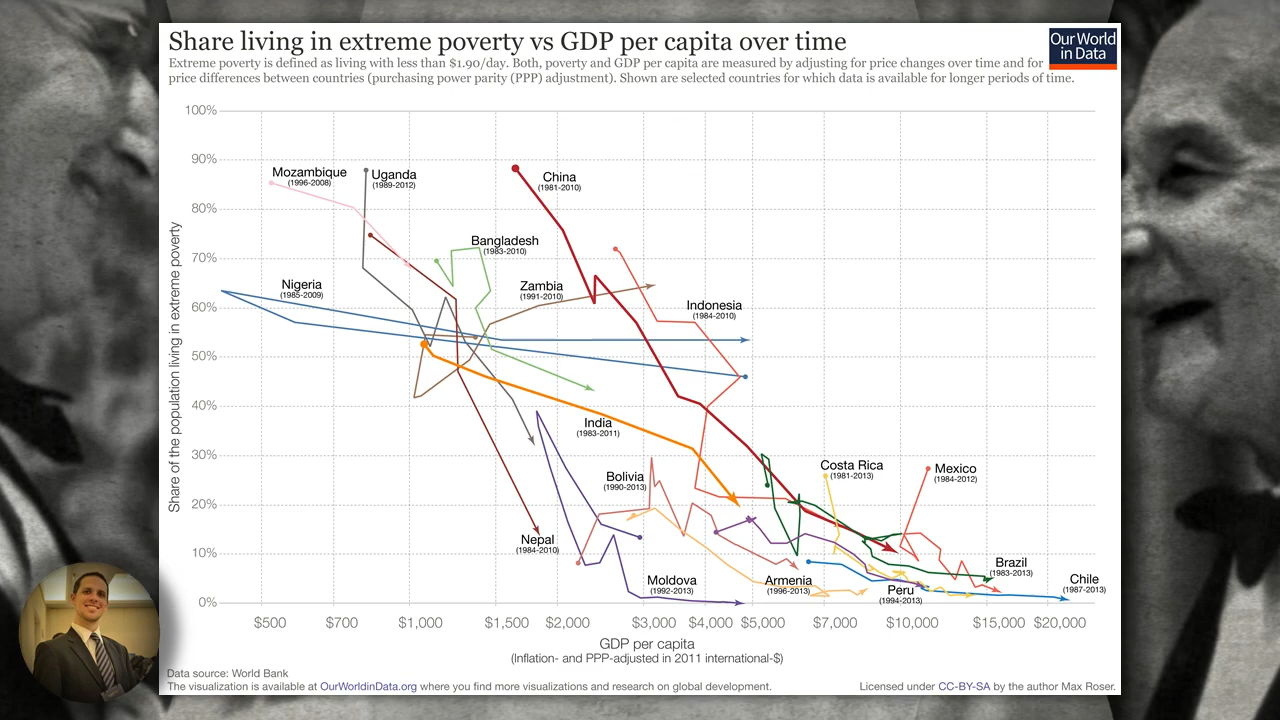 Share living in extreme poverty vs GDP per capita over time
Our World
in Data
Extreme poverty is defined as living with less than $1.90/day. Both, poverty and GDP per capita are measured by adjusting for price changes over time and for
price differences between countries (purchasing power parity (PPP) adjustment). Shown are selected countries for which data is available for longer periods of time.
Share of the population living in extreme poverty
100%
90%
80%
70%
60%
50%
40%
30%
20%
10%
0%
Mozambique
(1996-2008)
Uganda
(1989-2012)
China
(1981-2010)
Bangladesh
(1983-2010)
Nigeria
(1985-2009)
Zambia
(1991-2010)
Indonesia
(1984-2010)
India
(1983-2011)
Bolivia
(1990-2013)
Costa Rica
(1981-2013)
Mexico
(1984-2012)
Nepal
(1984-2010)
Moldova
(1992-2013)
Armenia
(1996-2013)
Peru
(1994-2013)
Brazil
(1983-2013)
Chile
(1987-2013)
$500 $700 $1,000 $1,500 $2,000 $3,000 $4,000 $5,000 $7,000 $10,000 $15,000 $20,000
GDP per capita
(Inflation- and PPP-adjusted in 2011 international-$)
Data source: World Bank
The visualization is available at OurWorldinData.org where you find more visualizations and research on global development.
Licensed under CC-BY-SA by the author Max Roser.